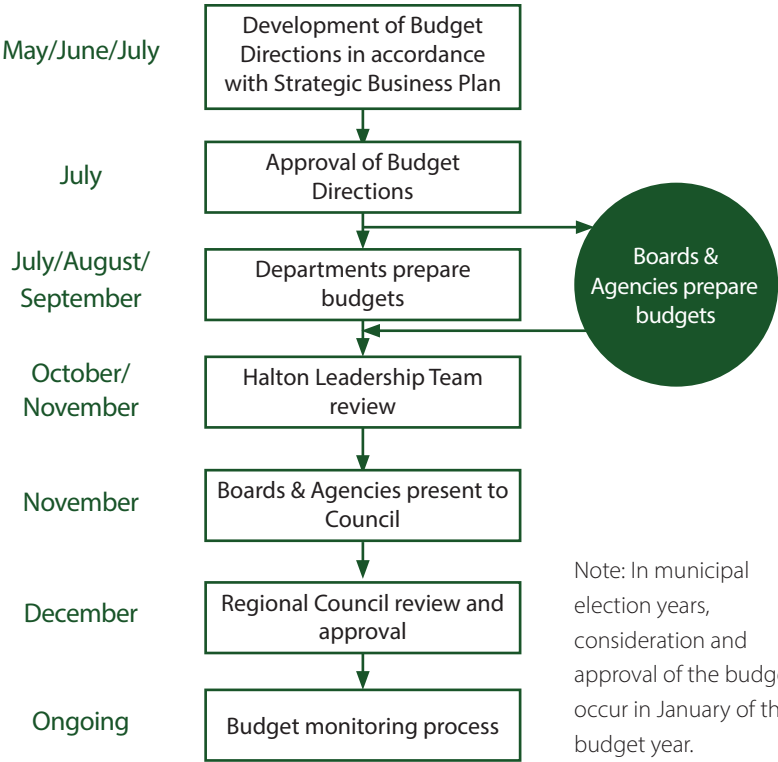 May/June/July
Development of Budget
Directions in accordance
with Strategic Business Plan
July
Approval of Budget
Directions
July/August/
September
Departments prepare
budgets
Boards &
Agencies prepare
budgets
October/
November
Halton Leadership Team
review
November
Boards & Agencies present to
Council
December
Regional Council review and
approval
Ongoing
Budget monitoring process
Note: In municipal
election years,
consideration and
approval of the
occur in January of
budget year.